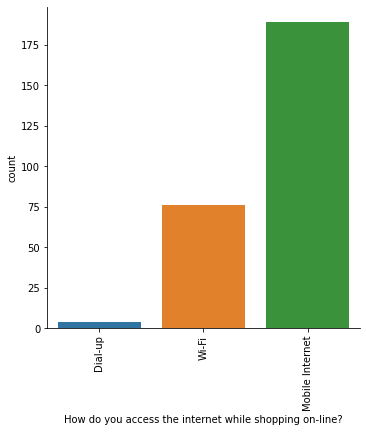 175
150
125
100
75
50
25
0
count
Dial-up
Wi-Fi
Mobile Internet
How do you access the internet while shopping on-line?